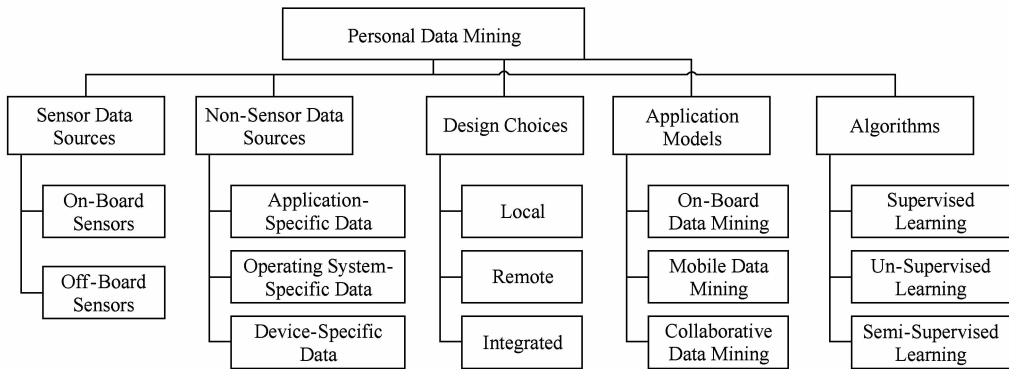 Personal Data Mining
Sensor Data
Sources
Non-Sensor Data
Sources
Design Choices
Application
Models
Algorithms
On-Board
Sensors
Off-Board
Sensors
Application-
Specific Data
Operating System-
Specific Data
Device-Specific
Data
Local
Remote
Integrated
On-Board
Data Mining
Mobile Data
Mining
Collaborative
Data Mining
Supervised
Learning
Un-Supervised
Learning
Semi-Supervised
Learning